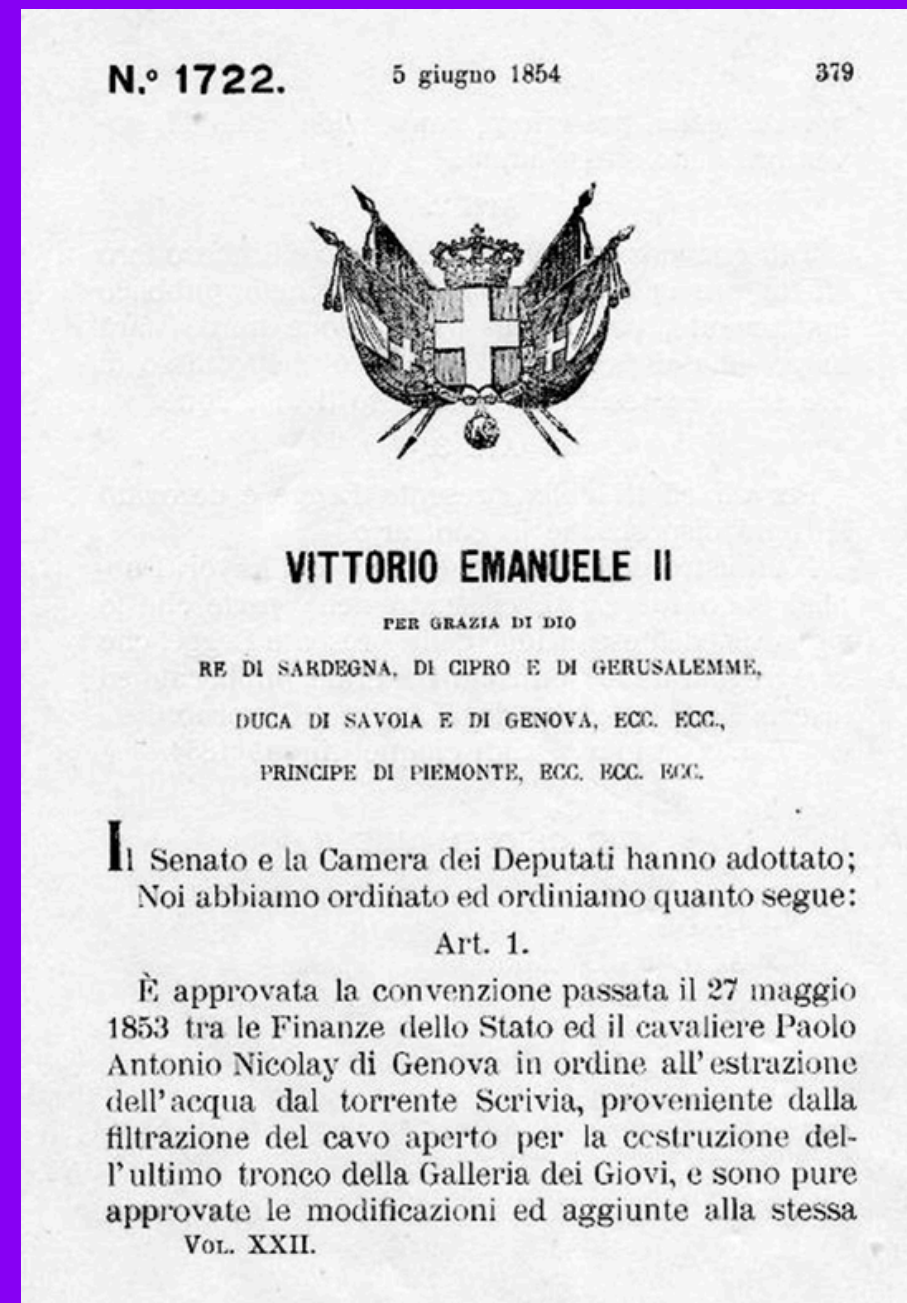 N.º 1722.
5 giugno 1854
379
VITTORIO EMANUELE II
PER GRAZIA DI DIO
RE DI SARDEGNA, DI CIPRO E DI GERUSALEMME,
DUCA DI SAVOIA E DI GENOVA, ECC. ECC.,
PRINCIPE DI PIEMONTE, ECC. ECC. ECC.
Il Senato e la Camera dei Deputati hanno adottato;
Noi abbiamo ordinato ed ordiniamo quanto segue:
Art. 1.
È approvata la convenzione passata il 27 maggio
1853 tra le Finanze dello Stato ed il cavaliere Paolo
Antonio Nicolay di Genova in ordine all'estrazione
dell'acqua dal torrente Scrivia, proveniente dalla
filtrazione del cavo aperto per la costruzione del-
l'ultimo tronco della Galleria dei Giovi, e sono pure
approvate le modificazioni ed aggiunte alla stessa
VOL. XXII.